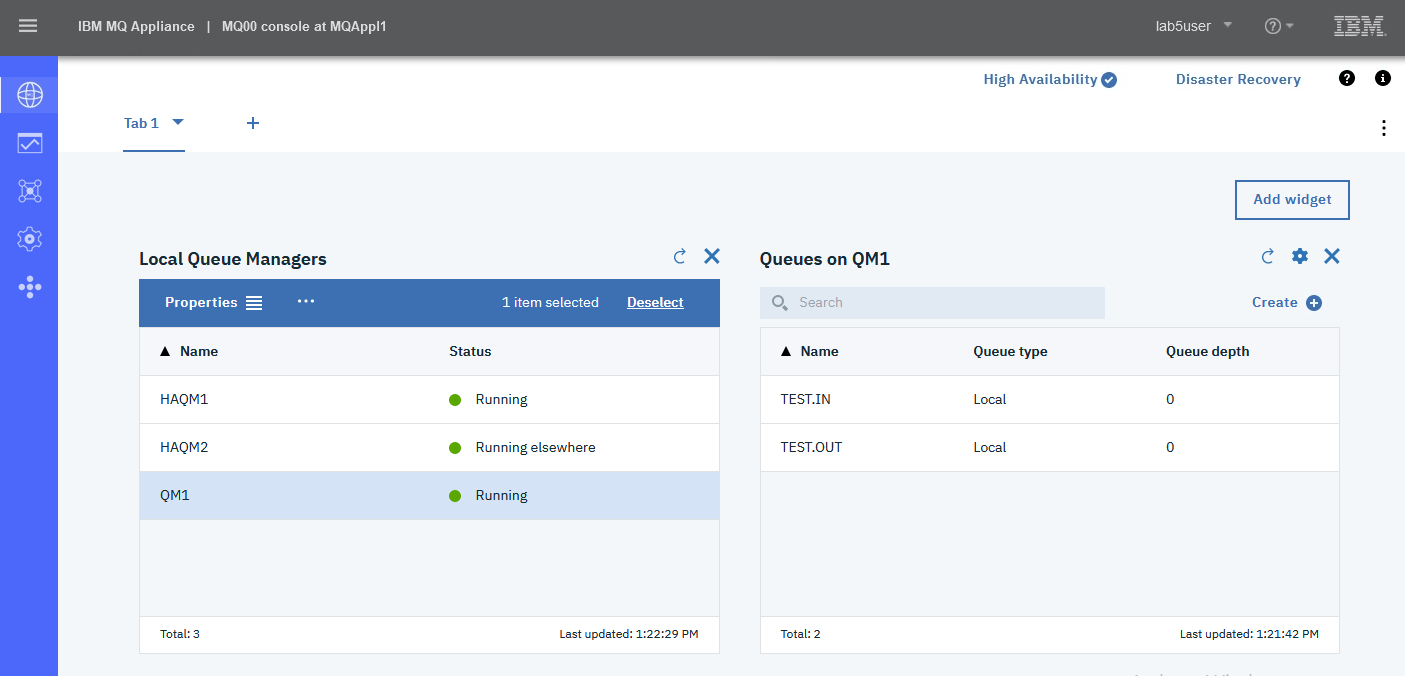 IBM MQ Appliance | MQ00 console at MQAppl1
lab5user
IBM
High Availability
Disaster Recovery
Tab 1
Add widget
Local Queue Managers
Properties
1 item selected
Deselect
Name Status
HAQM1 Running
HAQM2 Running elsewhere
QM1 Running
Total: 3 Last updated: 1:22:29 PM
Queues on QM1
Search
Create
Name Queue type Queue depth
TEST.IN Local 0
TEST.OUT Local 0
Total: 2 Last updated: 1:21:42 PM